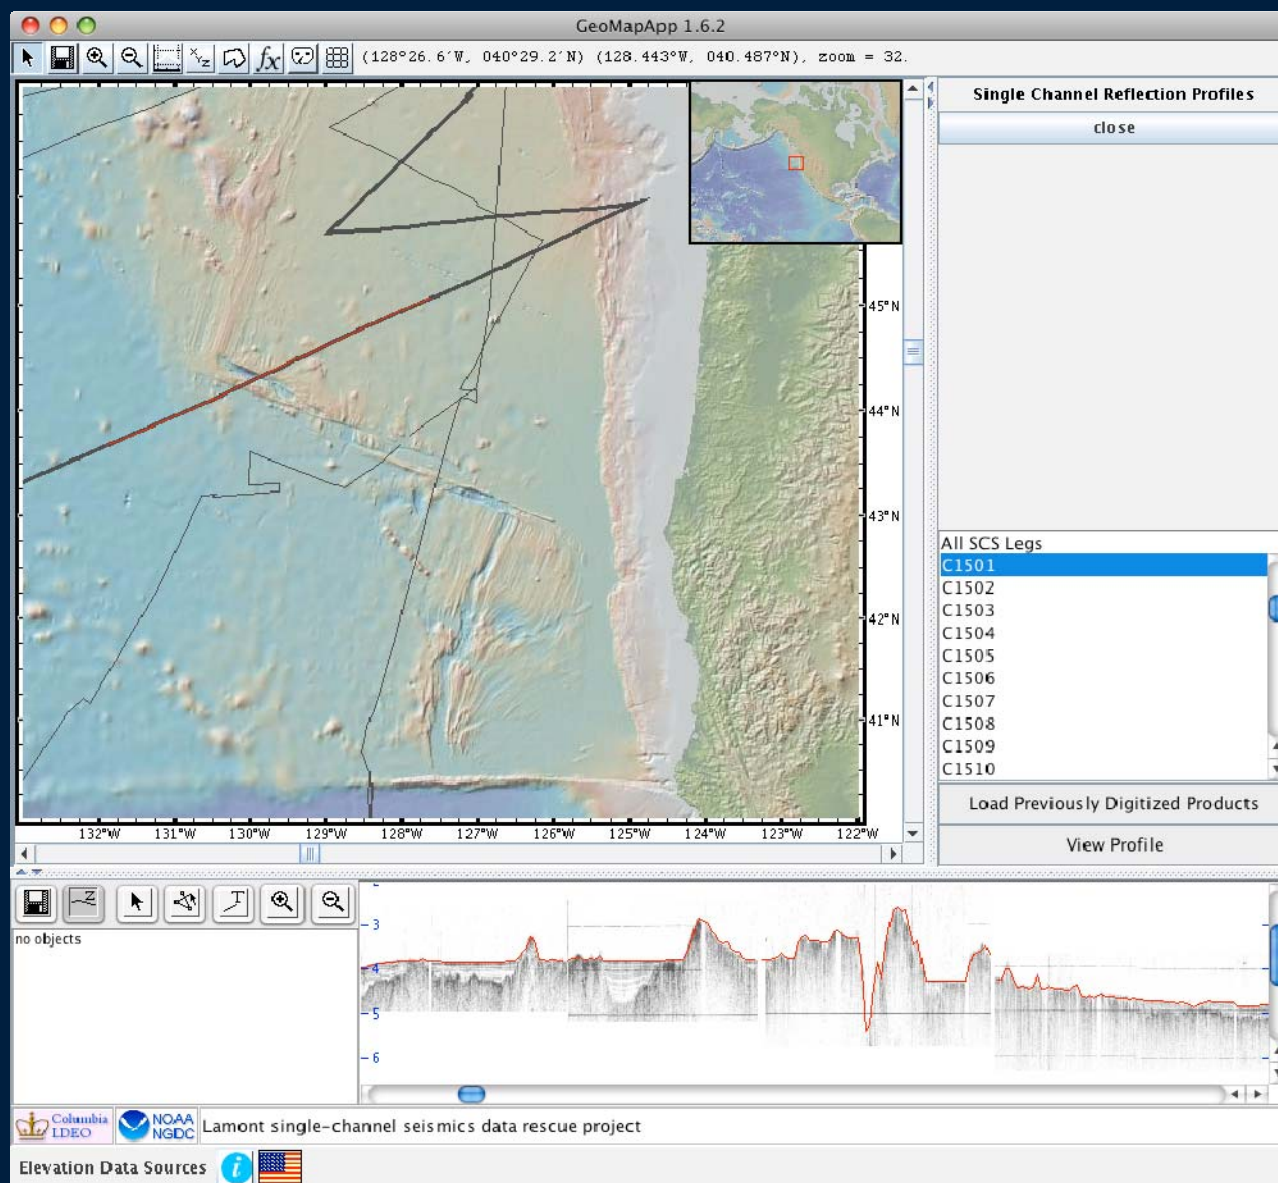 GeoMapApp 1.6.2
XYZ fx (128°26.6′W, 040°29.2′N) (128.443°W, 040.487°N), zoom = 32.
Single Channel Reflection Profiles
close
45°N
44°N
43°N
42°N
41°N
132°W 131°W 130°W 129°W 128°W 127°W 126°W 125°W 124°W 123°W 122°W
All SCS Legs
C1501
C1502
C1503
C1504
C1505
C1506
C1507
C1508
C1509
C1510
Load Previously Digitized Products
View Profile
Z T
no objects
3
4
5
6
Columbia
LDEO
NOAA
NGDC
Lamont single-channel seismics data rescue project
Elevation Data Sources i